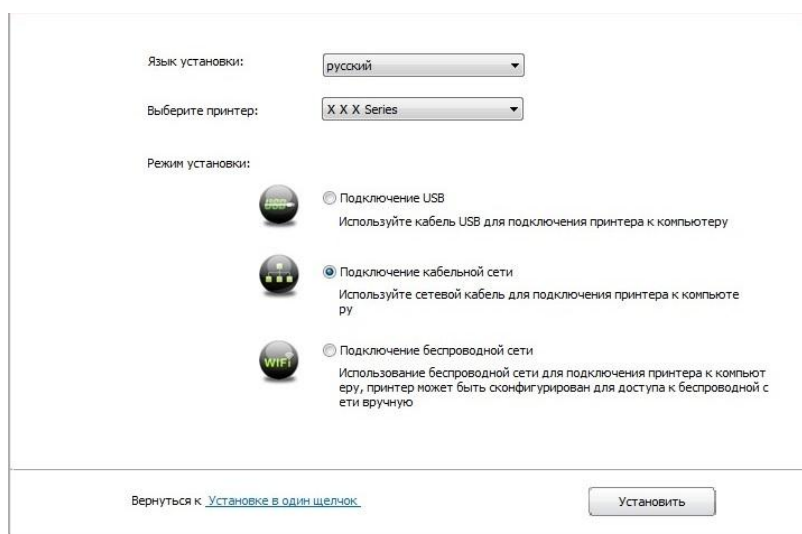 Язык установки:
русский
Выберите принтер:
X X X Series
Режим установки:
USB
Подключение USB
Используйте кабель USB для подключения принтера к компьютеру
Подключение кабельной сети
Используйте сетевой кабель для подключения принтера к компьюте
ру
WiFi
Подключение беспроводной сети
Использование беспроводной сети для подключения принтера к компьют
еру, принтер может быть сконфигурирован для доступа к беспроводной с
ети вручную
Вернуться к Установке в один щелчок
Установить